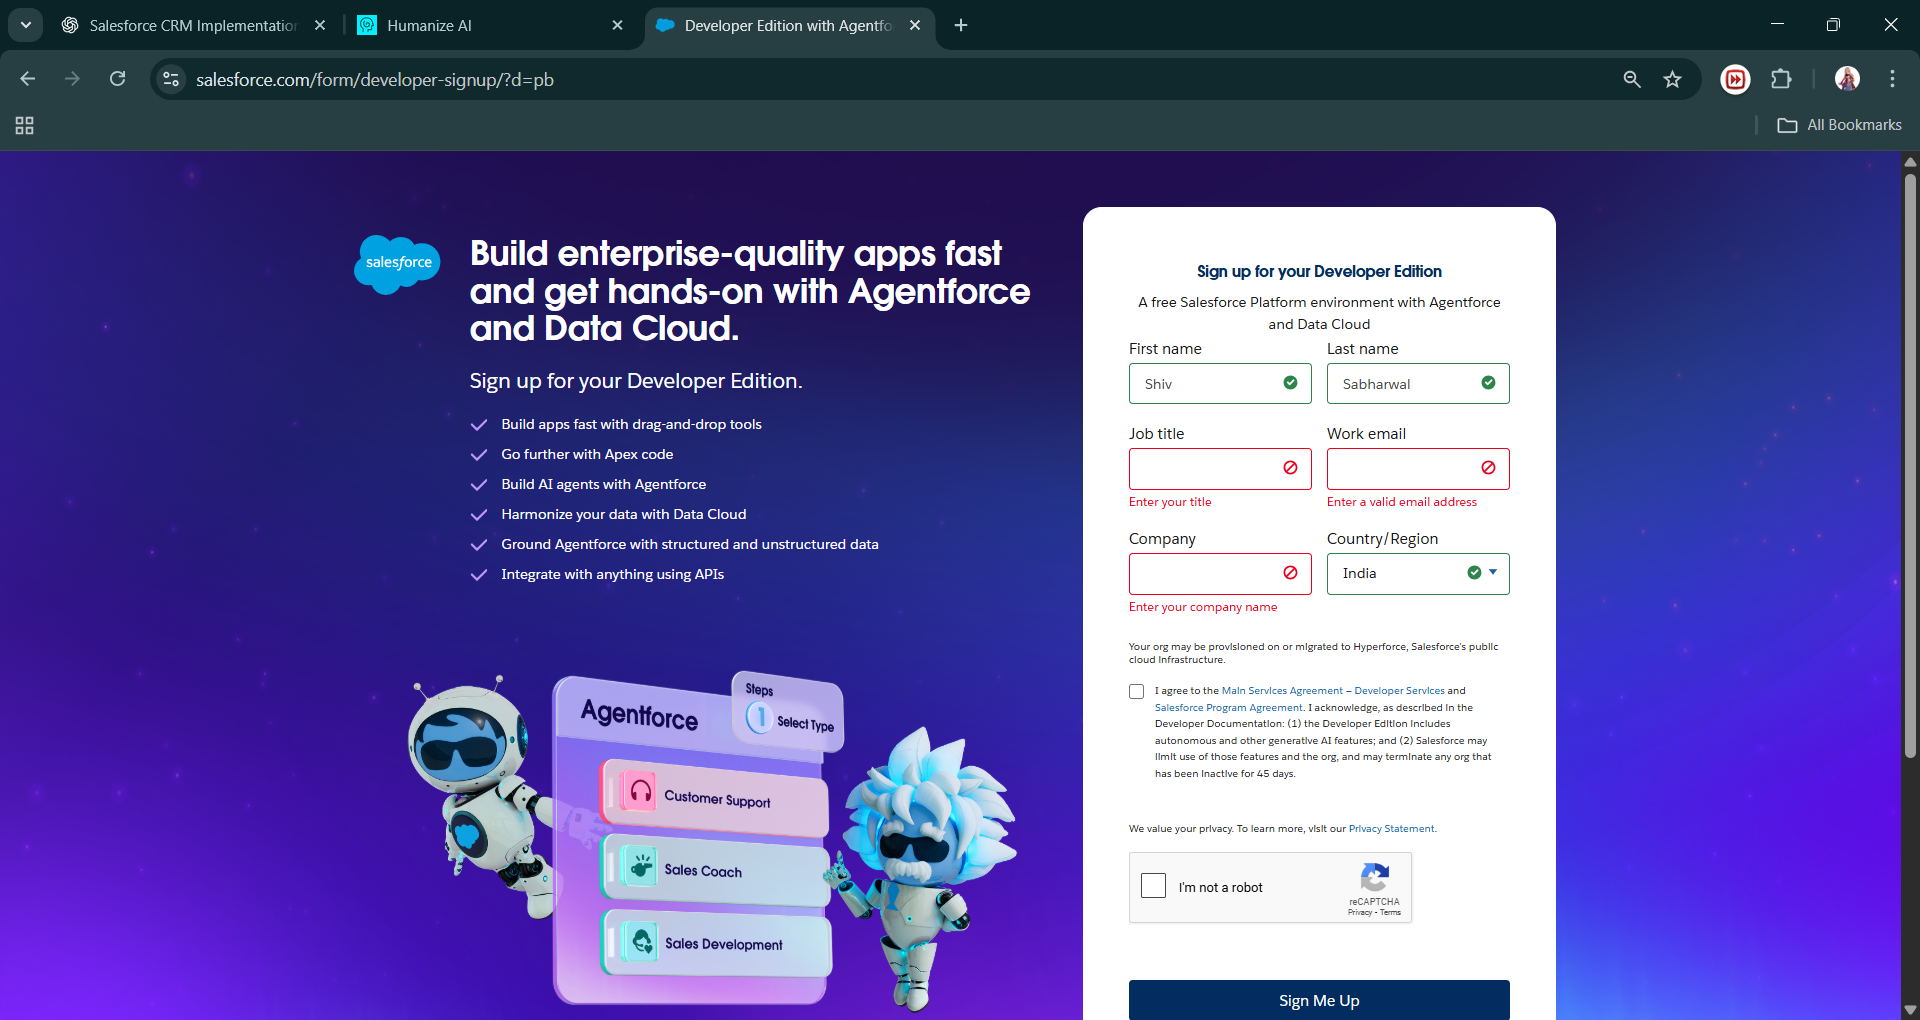 Salesforce CRM Implementation
Humanize AI
Developer Edition with Agentfo
salesforce.com/form/developer-signup/?d=pb
All Bookmarks
salesforce
Build enterprise-quality apps fast
and get hands-on with Agentforce
and Data Cloud.
Sign up for your Developer Edition.
Build apps fast with drag-and-drop tools
Go further with Apex code
Build AI agents with Agentforce
Harmonize your data with Data Cloud
Ground Agentforce with structured and unstructured data
Integrate with anything using APIs
Agentforce
Steps
1 Select Type
Customer Support
Sales Coach
Sales Development
Sign up for your Developer Edition
A free Salesforce Platform environment with Agentforce
and Data Cloud
First name Last name
Shiv Sabharwal
Job title Work email
Enter your title Enter a valid email address
Company Country/Region
India
Enter your company name
Your org may be provisioned on or migrated to Hyperforce, Salesforce's public
cloud infrastructure.
I agree to the Main Services Agreement – Developer Services and
Salesforce Program Agreement. I acknowledge, as described in the
Developer Documentation: (1) the Developer Edition includes
autonomous and other generative AI features; and (2) Salesforce may
limit use of those features and the org, and may terminate any org that
has been inactive for 45 days.
We value your privacy. To learn more, visit our Privacy Statement.
I'm not a robot
reCAPTCHA
Privacy - Terms
Sign Me Up